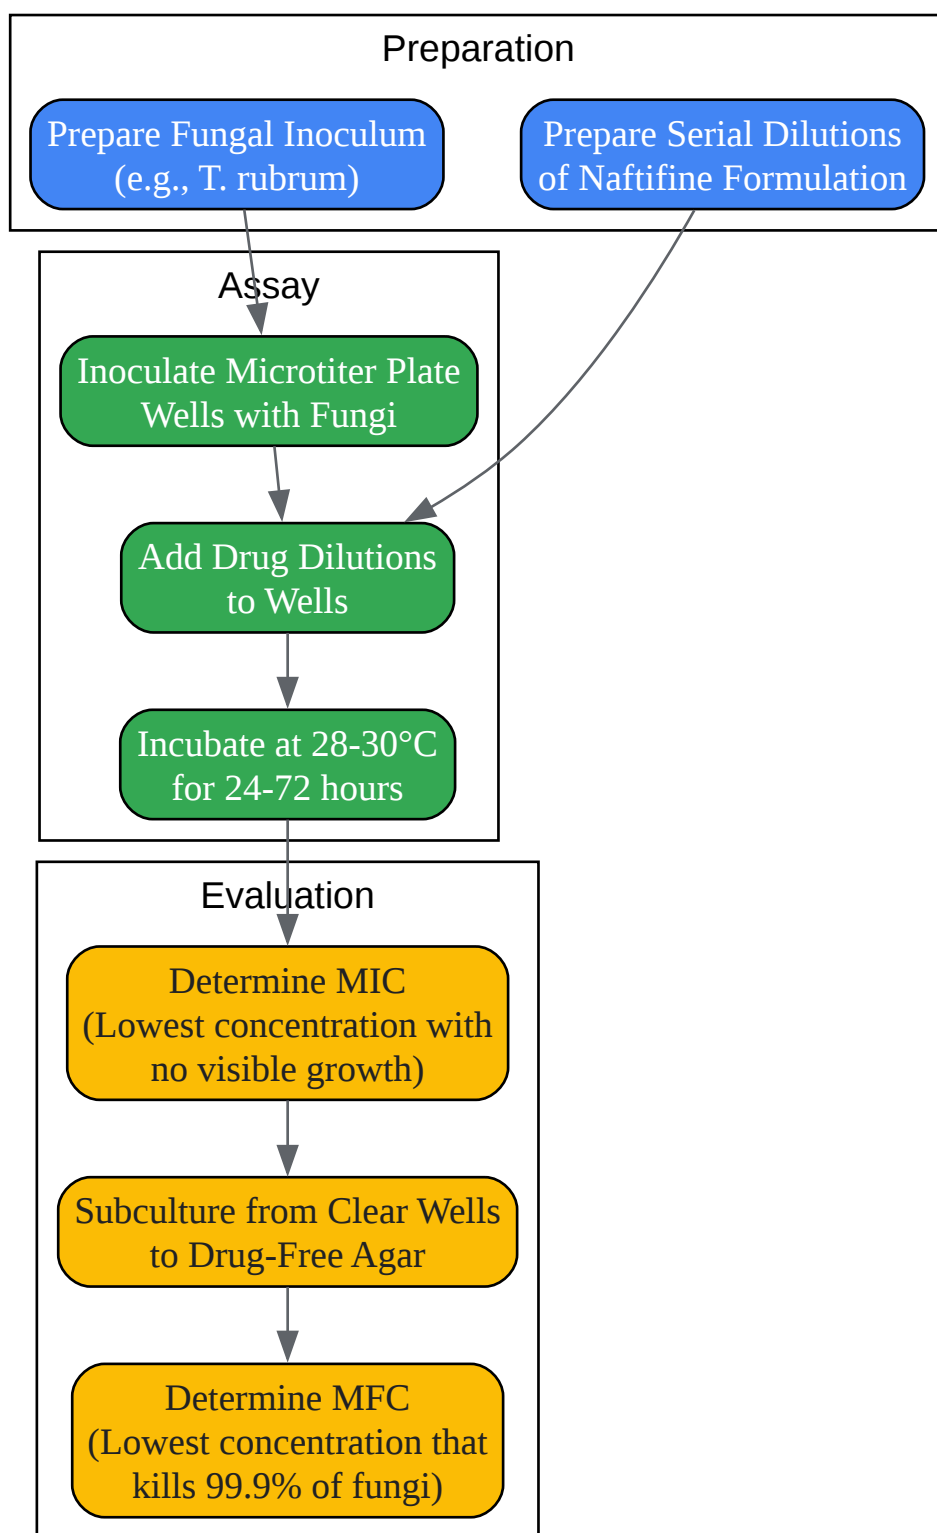 Preparation
Prepare Fungal Inoculum
(e.g., T. rubrum)
Prepare Serial Dilutions
of Naftifine Formulation
Assay
Inoculate Microtiter Plate
Wells with Fungi
Add Drug Dilutions
to Wells
Incubate at 28-30°C
for 24-72 hours
Evaluation
Determine MIC
(Lowest concentration with
no visible growth)
Subculture from Clear Wells
to Drug-Free Agar
Determine MFC
(Lowest concentration that
kills 99.9% of fungi)